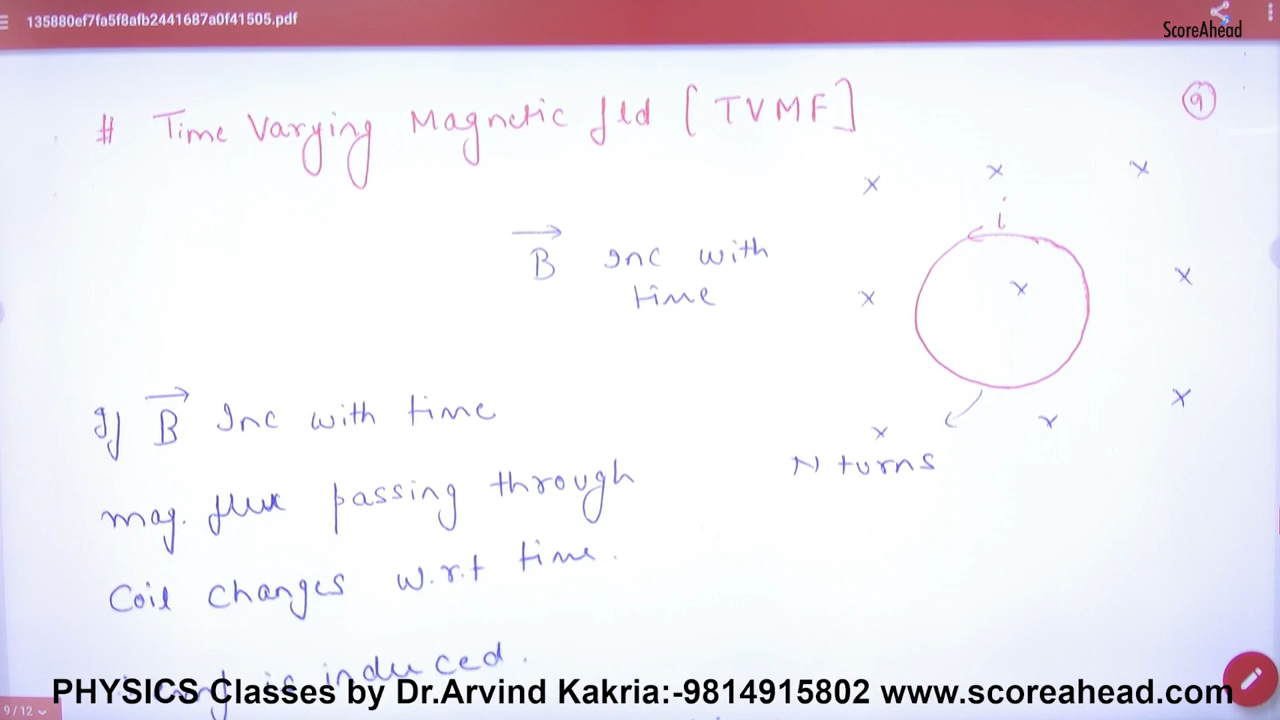 135880ef7fa5f8afb2441687a0f41505.pdf
ScoreAhead
# Time Varying Magnetic fld [TVMF]
9
x x x
i
B Inc with
time
x x x
If B Inc with time
x x x
N turns
mag. flux passing through
Coil changes w.r.t time.
is induced.
PHYSICS Classes by Dr.Arvind Kakria:-9814915802 www.scoreahead.com
9/12